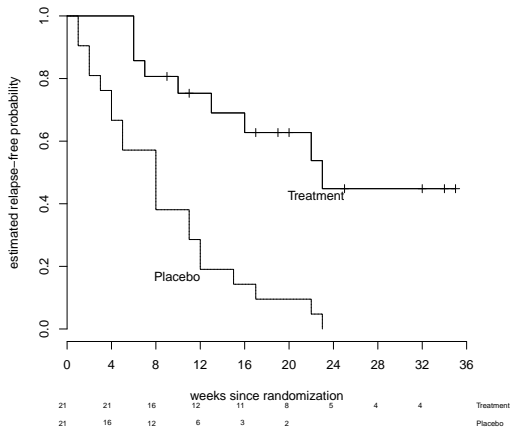 1.0
0.8
0.6
0.4
0.2
0.0
estimated relapse−free probability
Treatment
Placebo
0 4 8 12 16 20 24 28 32 36
weeks since randomization
21 21 16 12 11 8 5 4 4 Treatment
21 16 12 6 3 2 Placebo